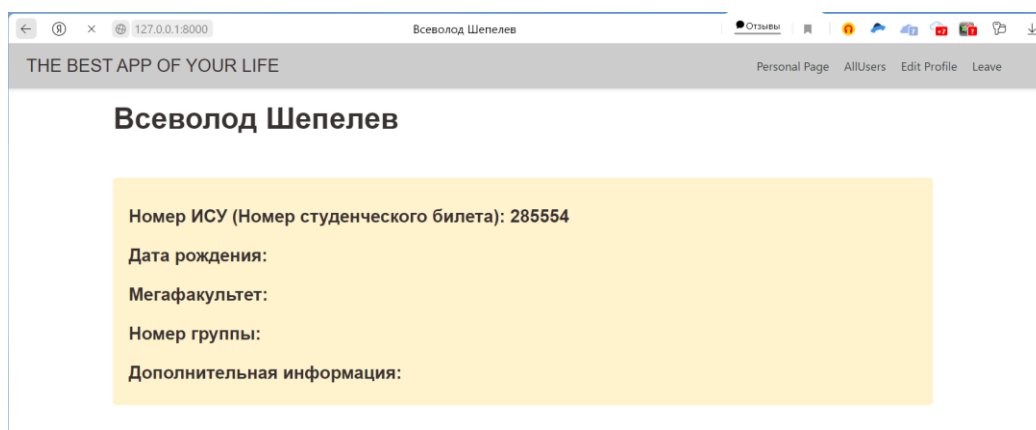 127.0.0.1:8000 Всеволод Шепелев Отзывы
THE BEST APP OF YOUR LIFE Personal Page AllUsers Edit Profile Leave
Всеволод Шепелев
Номер ИСУ (Номер студенческого билета): 285554
Дата рождения:
Мегафакультет:
Номер группы:
Дополнительная информация: